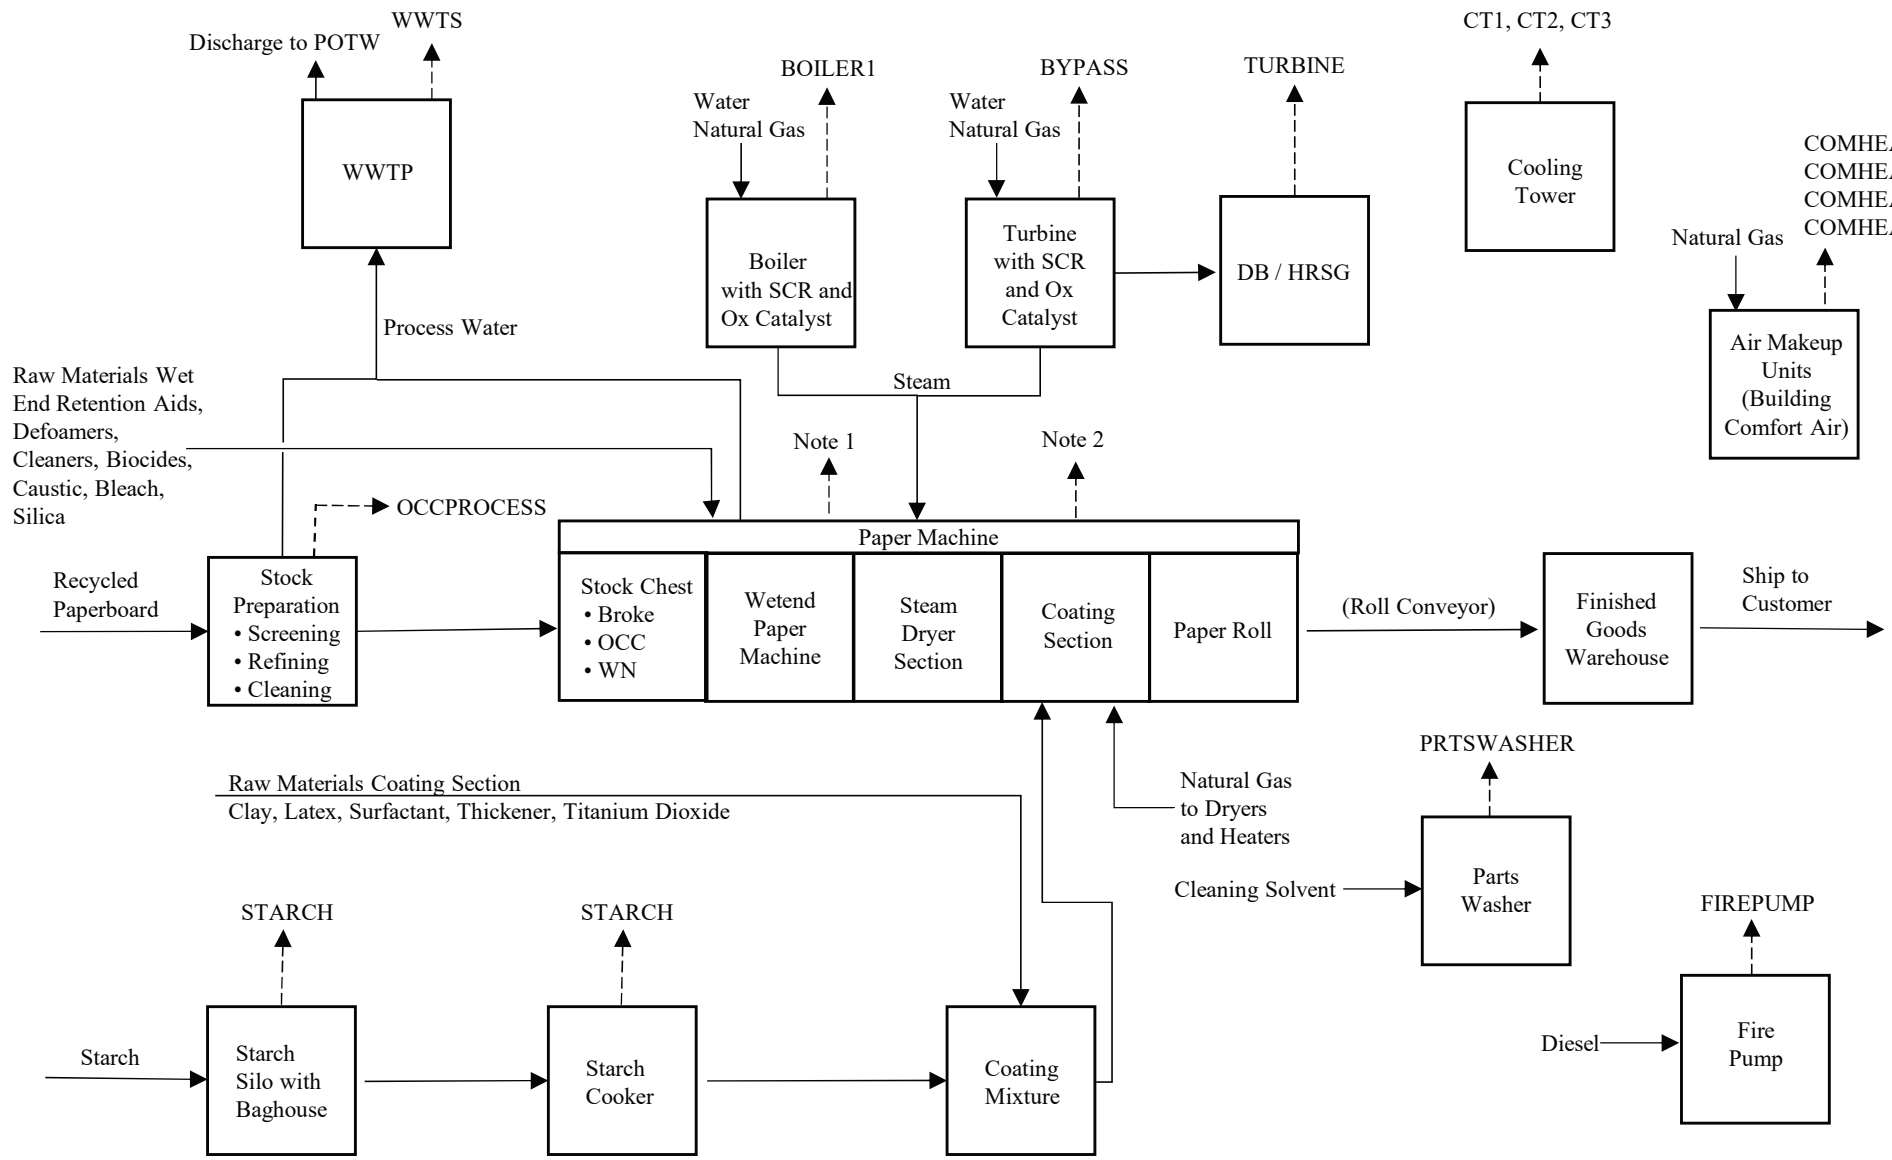 WWTS
Discharge to POTW
WWTP
Process Water
BOILER1
Water
Natural Gas
Boiler
with SCR and
Ox Catalyst
BYPASS
Water
Natural Gas
Turbine
with SCR
and Ox
Catalyst
TURBINE
DB / HRSG
Steam
CT1, CT2, CT3
Cooling
Tower
COMHEA
COMHEA
COMHEA
COMHEA
Natural Gas
Air Makeup
Units
(Building
Comfort Air)
Raw Materials Wet
End Retention Aids,
Defoamers,
Cleaners, Biocides,
Caustic, Bleach,
Silica
OCCPROCESS
Note 1
Note 2
Recycled
Paperboard
Stock
Preparation
• Screening
• Refining
• Cleaning
Paper Machine
Stock Chest
• Broke
• OCC
• WN
Wetend
Paper
Machine
Steam
Dryer
Section
Coating
Section
Paper Roll
(Roll Conveyor)
Finished
Goods
Warehouse
Ship to
Customer
Raw Materials Coating Section
Clay, Latex, Surfactant, Thickener, Titanium Dioxide
Natural Gas
to Dryers
and Heaters
PRTSWASHER
Cleaning Solvent
Parts
Washer
FIREPUMP
Diesel
Fire
Pump
STARCH
STARCH
Starch
Starch
Silo with
Baghouse
Starch
Cooker
Coating
Mixture